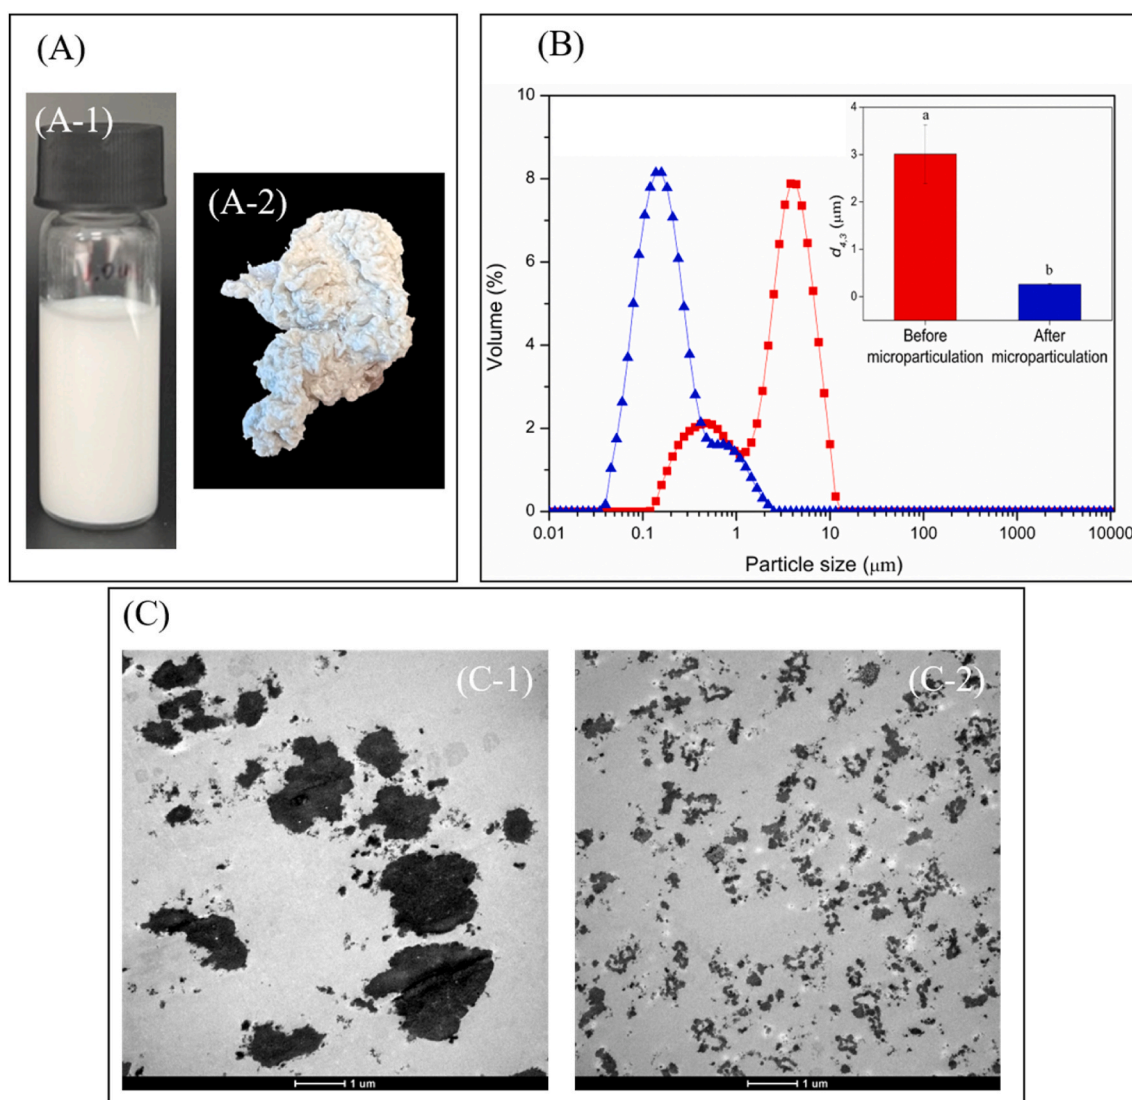 (A)
(A-1)
(A-2)
(B)
10
8
6
4
2
0
Volume (%)
0.01
0.1
1
10
100
1000
10000
Particle size (μm)
4
3
2
1
0
d4,3 (μm)
a
b
Before
microparticulation
After
microparticulation
(C)
(C-1)
1 um
(C-2)
1 um